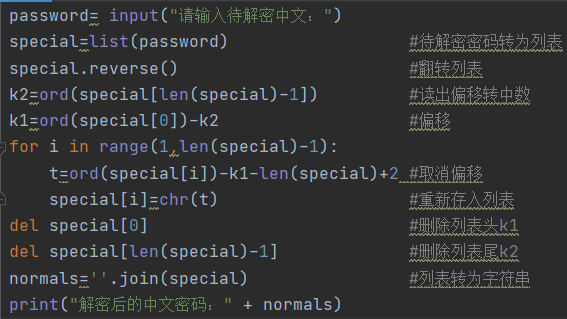 password= input("请输入待解密中文：")
special=list(password) #待解密密码转为列表
special.reverse() #翻转列表
k2=ord(special[len(special)-1]) #读出偏移转中数
k1=ord(special[0])-k2 #偏移
for i in range(1,len(special)-1):
t=ord(special[i])-k1-len(special)+2 #取消偏移
special[i]=chr(t) #重新存入列表
del special[0] #删除列表头k1
del special[len(special)-1] #删除列表尾k2
normals=''.join(special) #列表转为字符串
print("解密后的中文密码：" + normals)